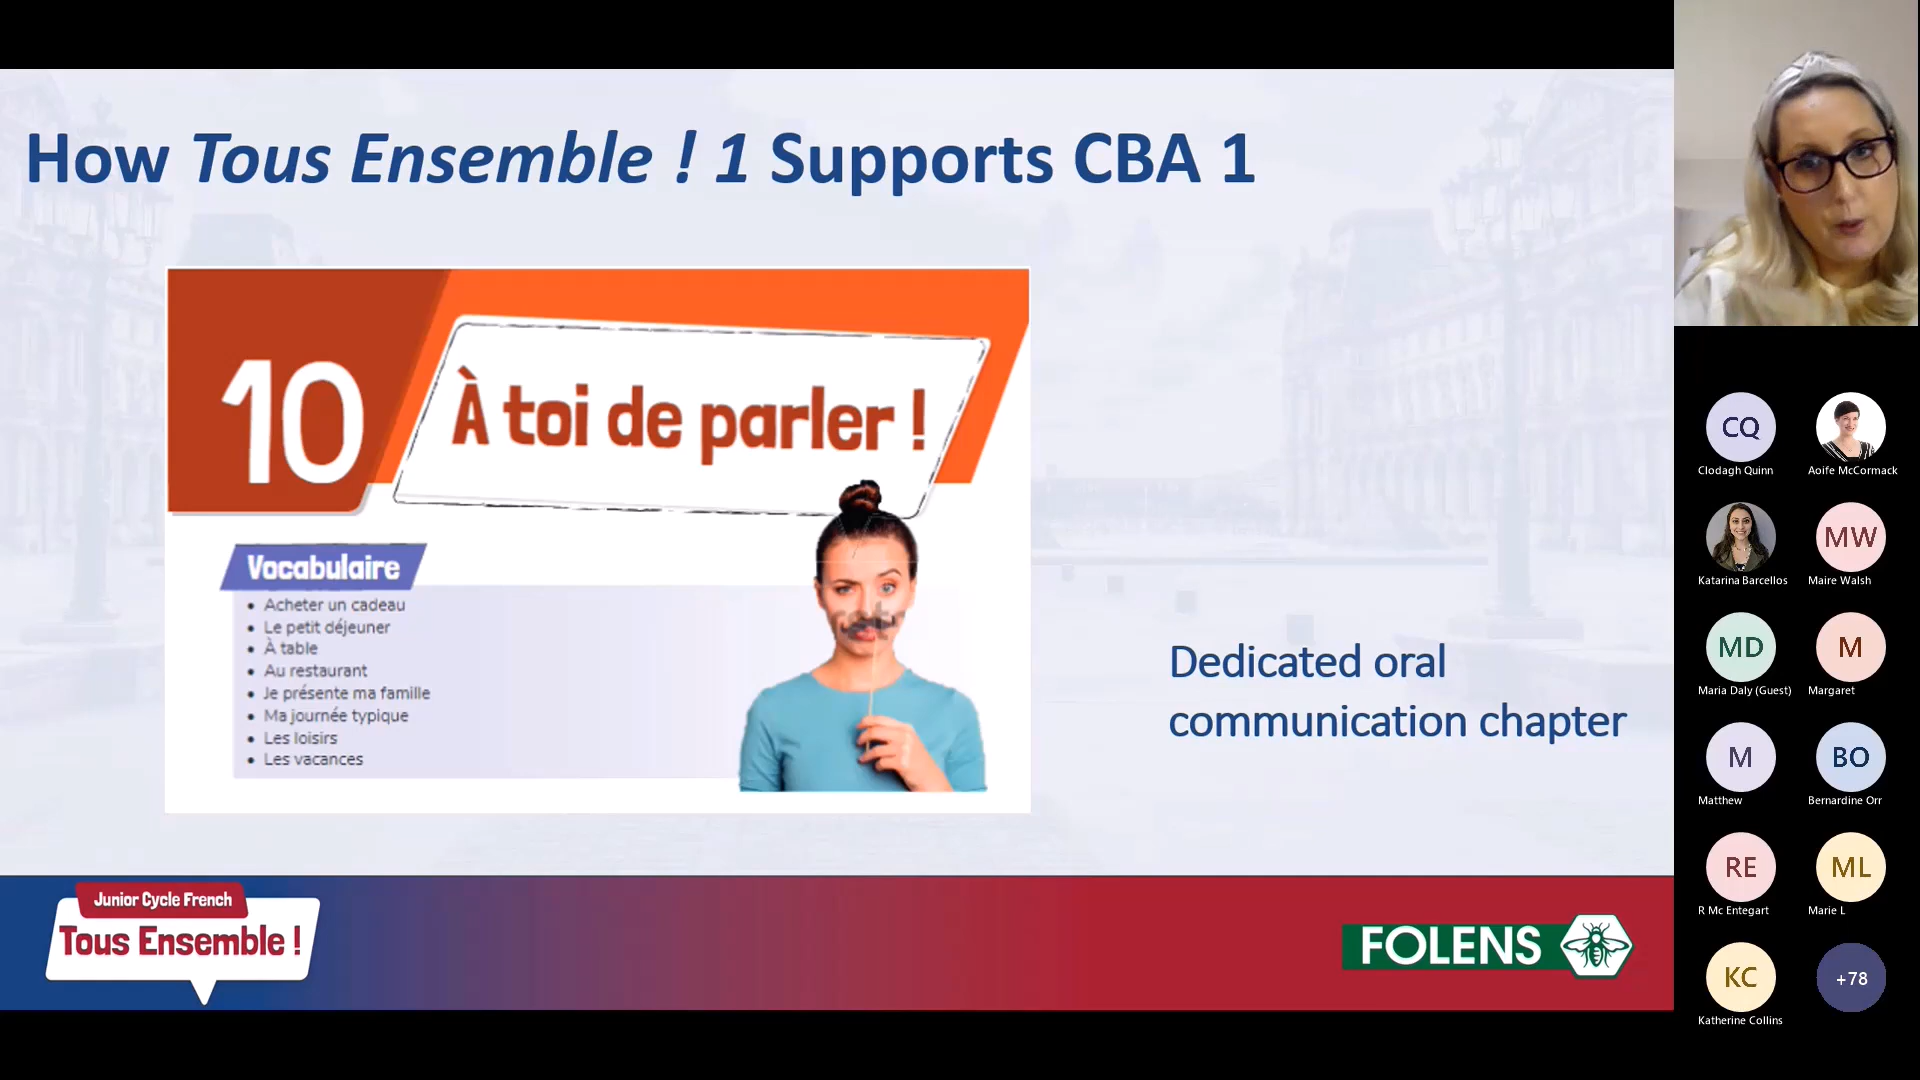 How Tous Ensemble ! 1 Supports CBA 1
10
À toi de parler !
Vocabulaire
• Acheter un cadeau
• Le petit déjeuner
• À table
• Au restaurant
• Je présente ma famille
• Ma journée typique
• Les loisirs
• Les vacances
Dedicated oral
communication chapter
Junior Cycle French
Tous Ensemble !
FOLENS
CQ
Clodagh Quinn
Aoife McCormack
Katarina Barcellos
MW
Maire Walsh
MD
Maria Daly (Guest)
M
Margaret
M
Matthew
BO
Bernardine Orr
RE
R Mc Entegart
ML
Marie L
KC
Katherine Collins
+78